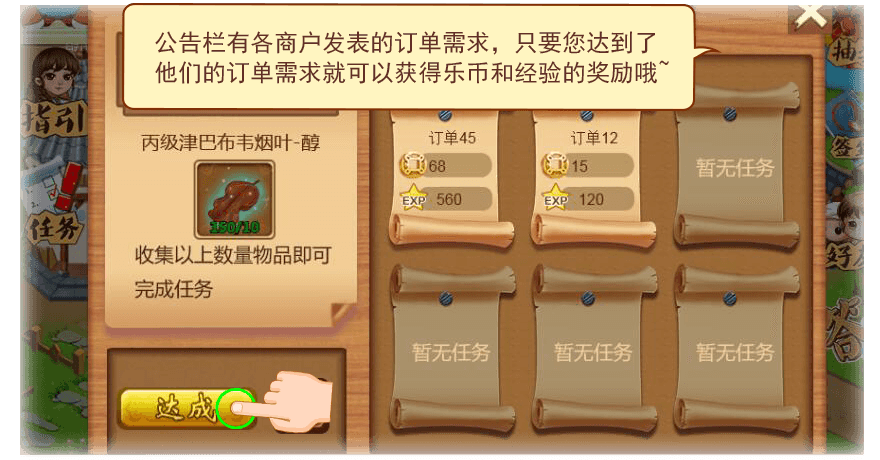 公告栏有各商户发表的订单需求，只要您达到了
他们的订单需求就可以获得乐币和经验的奖励哦~
指引
抽
丙级津巴布韦烟叶-醇
订单45
订单12
68
15
暂无任务
EXP 560
EXP 120
350/10
任务
收集以上数量物品即可
完成任务
暂无任务
暂无任务
暂无任务
达成